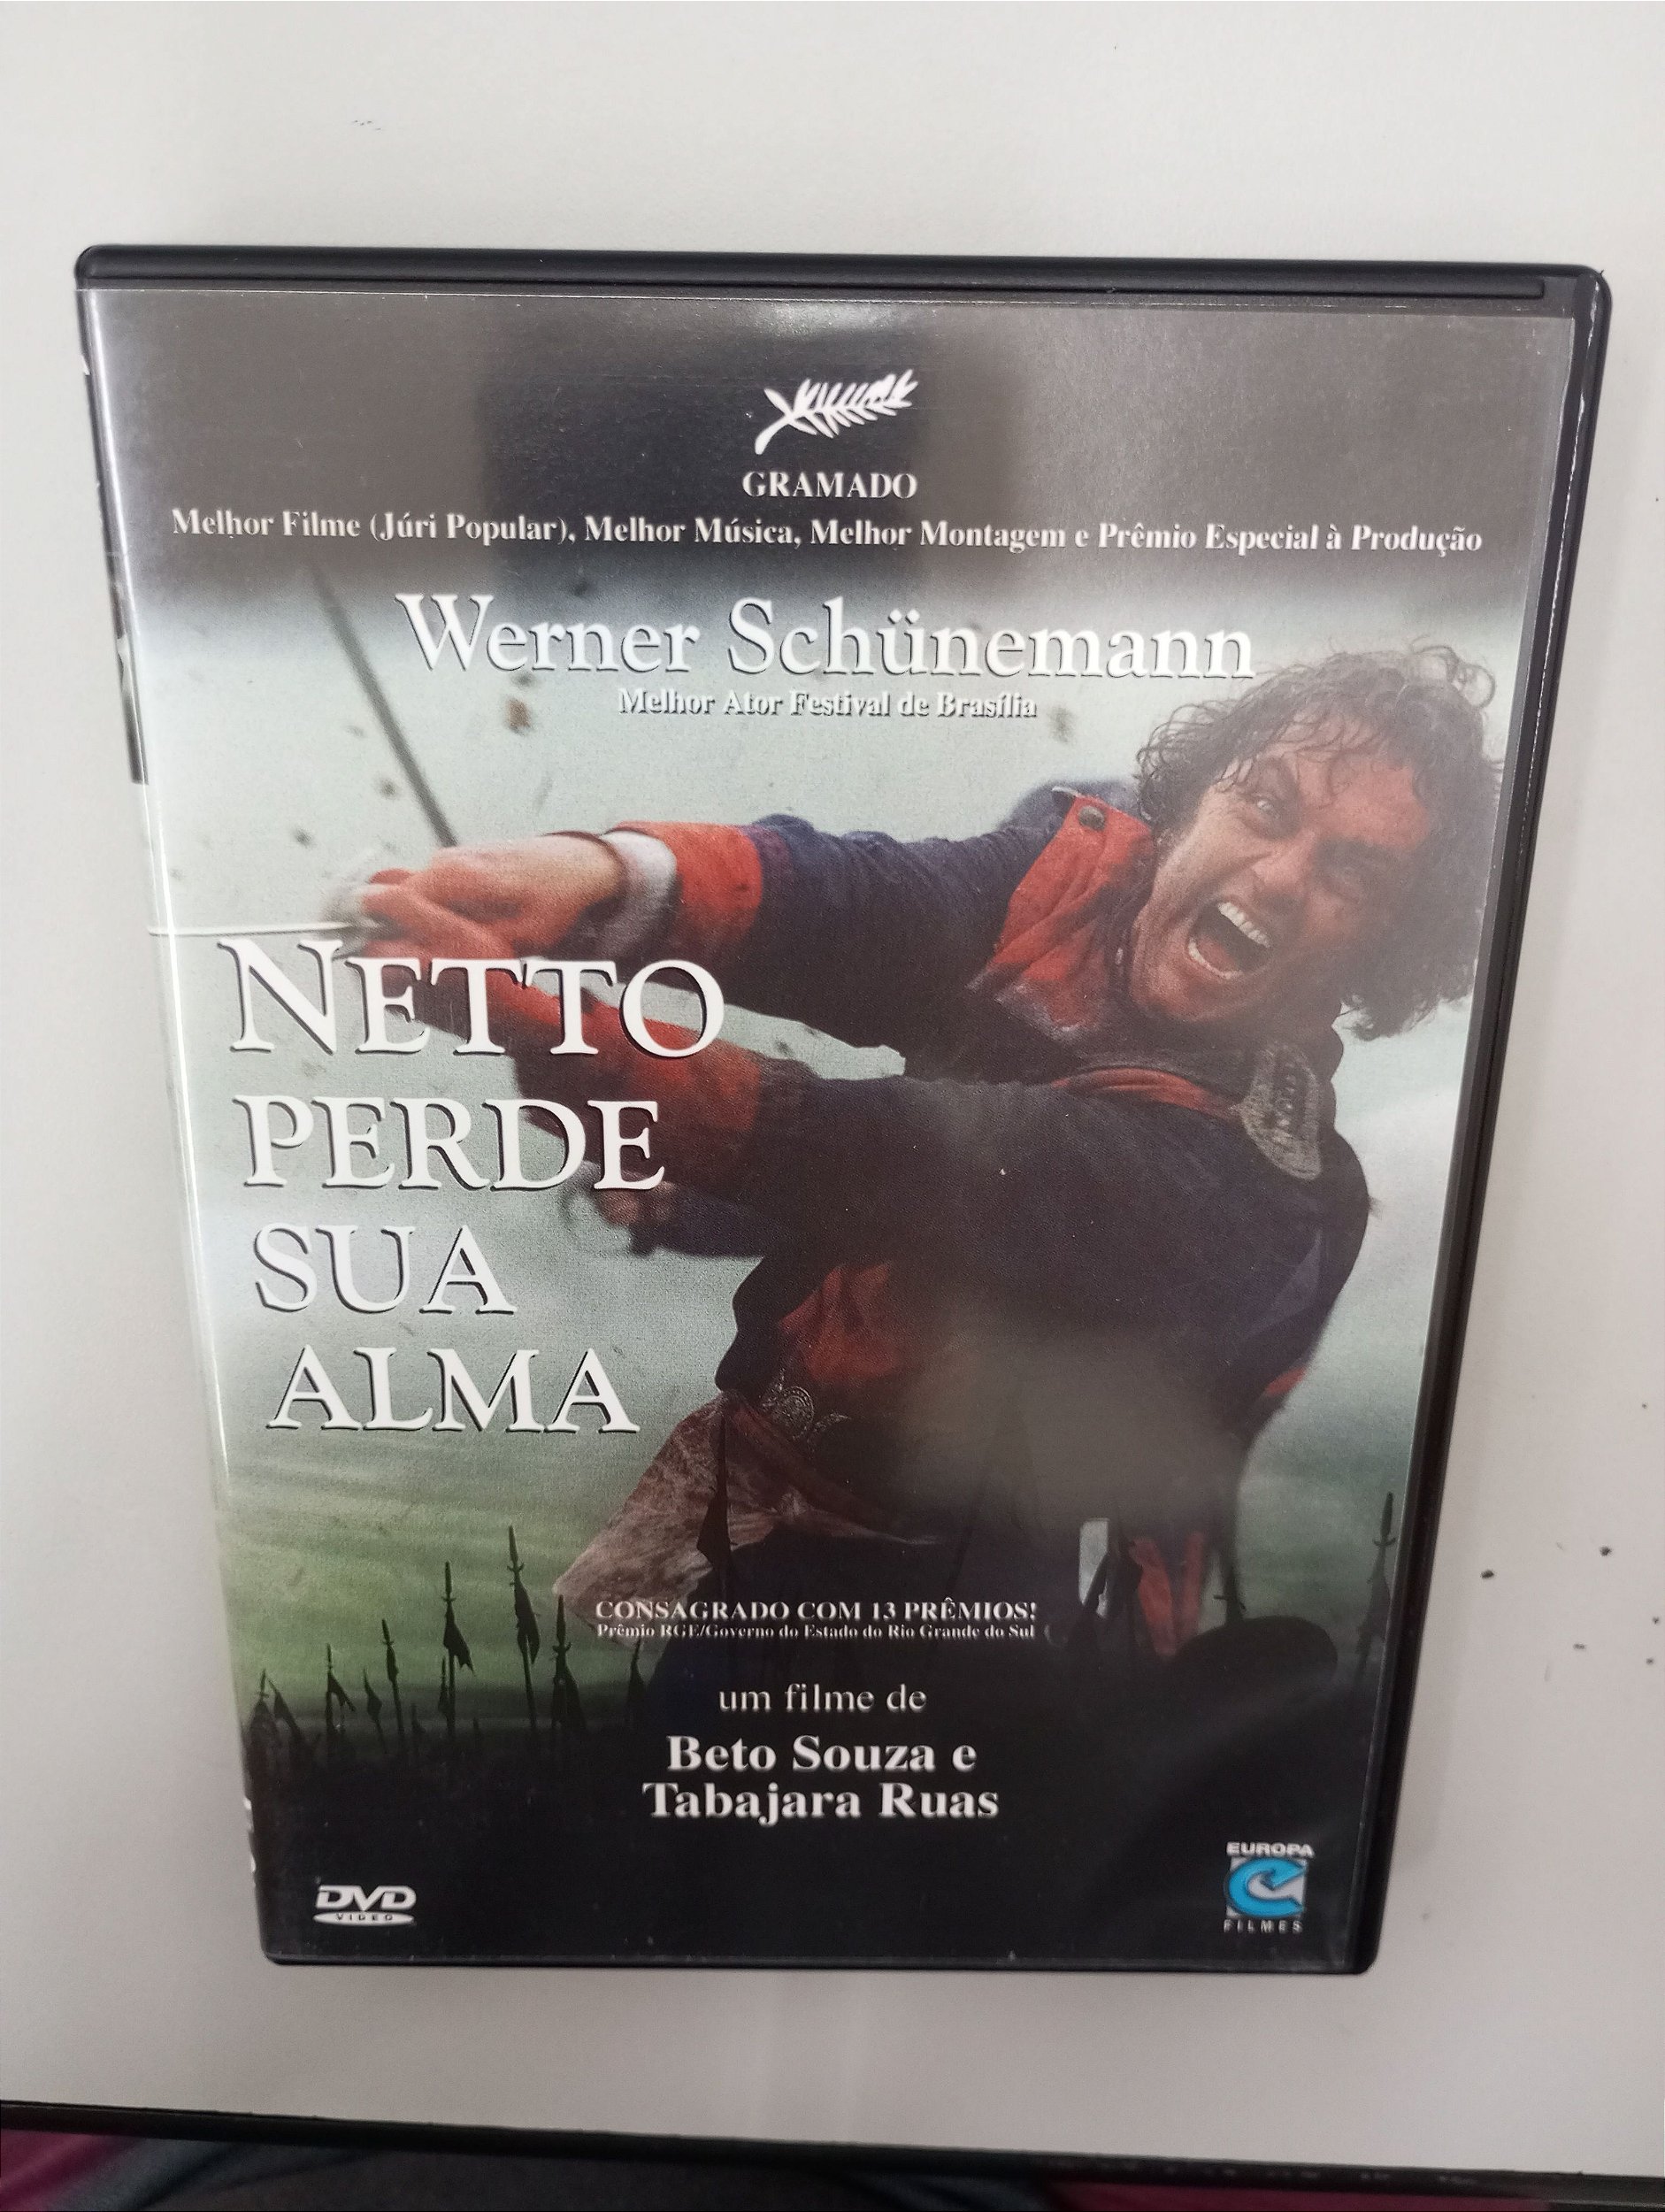 GRAMADO
Melhor Filme (Júri Popular), Melhor Música, Melhor Montagem e Prêmio Especial à Produção
Werner Schünemann
Melhor Ator Festival de Brasília
NETTO
PERDE
SUA
ALMA
CONSAGRADO COM 13 PRÊMIOS!
Prêmio RGE/Governo do Estado do Rio Grande do Sul
um filme de
Beto Souza e
Tabajara Ruas
DVD
VIDEO
EUROPA
FILMES